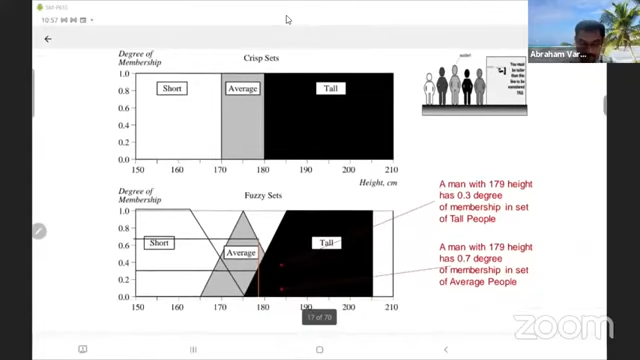 10:57
Abraham Var...
Degree of
Membership
Crisp Sets
1.0
0.8
0.6
0.4
0.2
0.0
Short
Average
Tall
150
160
170
180
190
200
210
Height, cm
Degree of
Membership
Fuzzy Sets
1.0
0.8
0.6
0.4
0.2
0.0
Short
Average
Tall
150
160
170
180
190
200
210
A man with 179 height
has 0.3 degree
of membership in set
of Tall People
A man with 179 height
has 0.7 degree
of membership in set
of Average People
17 of 70
zoom